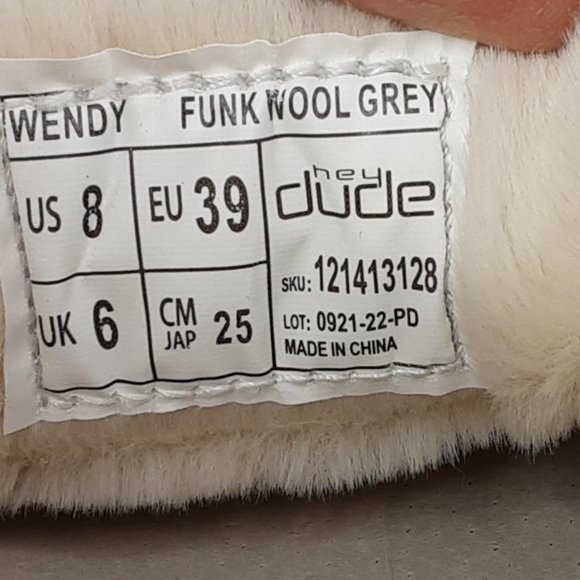 WENDY FUNK WOOL GREY
US 8 EU 39
hey
dude
SKU: 121413128
UK 6 CM
JAP 25
LOT: 0921-22-PD
MADE IN CHINA